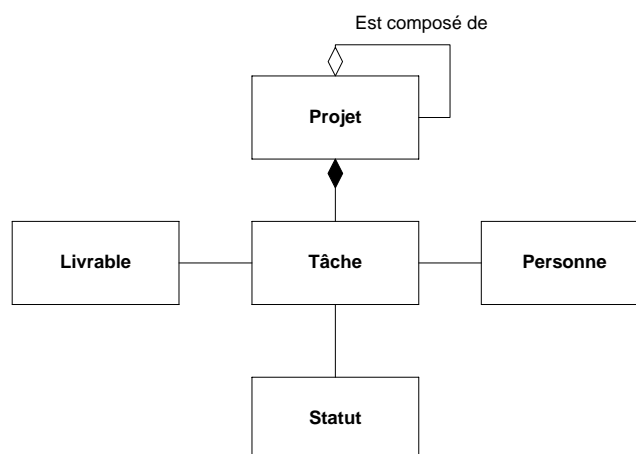 Est composé de
Projet
Livrable
Tâche
Personne
Statut